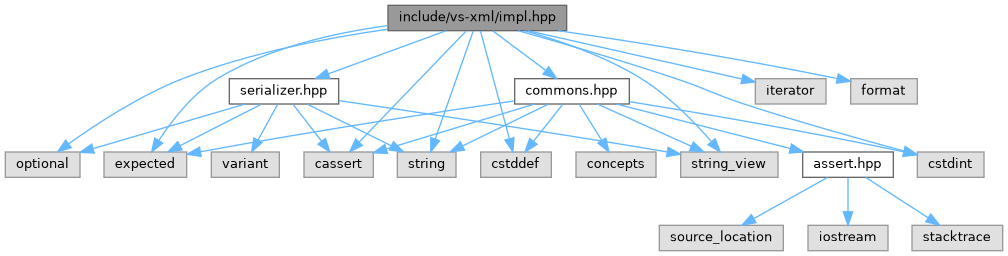 include/vs-xml/impl.hpp
serializer.hpp
commons.hpp
iterator
format
optional
expected
variant
cassert
string
cstddef
concepts
string_view
assert.hpp
cstdint
source_location
iostream
stacktrace